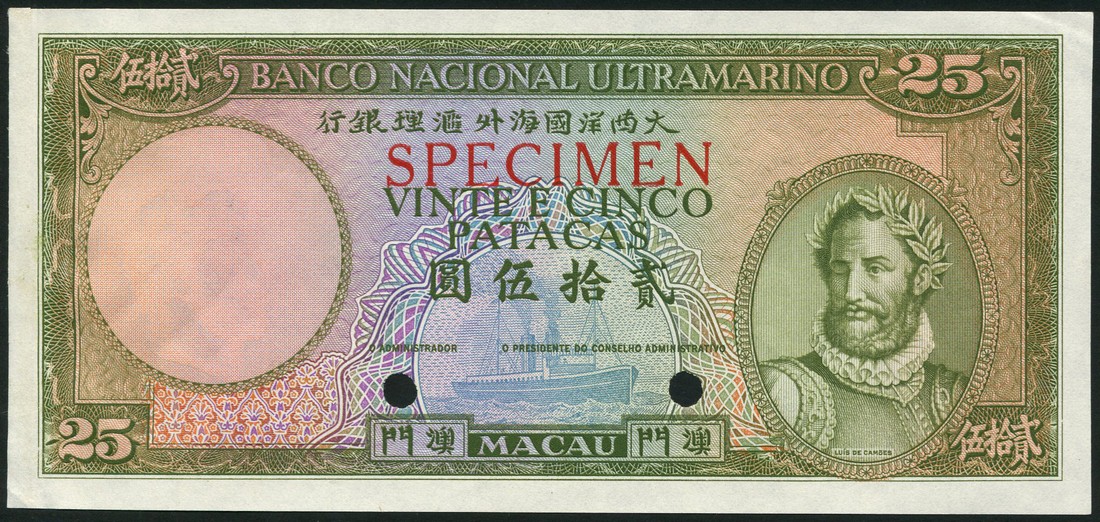 貳拾伍
BANCO NACIONAL ULTRAMARINO
25
大西洋國海外滙理銀行
SPECIMEN
VINTE E CINCO
PATACAS
貳拾伍圓
O ADMINISTRADOR
O PRESIDENTE DO CONSELHO ADMINISTRATIVO
25
澳門
MACAU
澳門
LUIS DE CAMÕES
貳拾伍